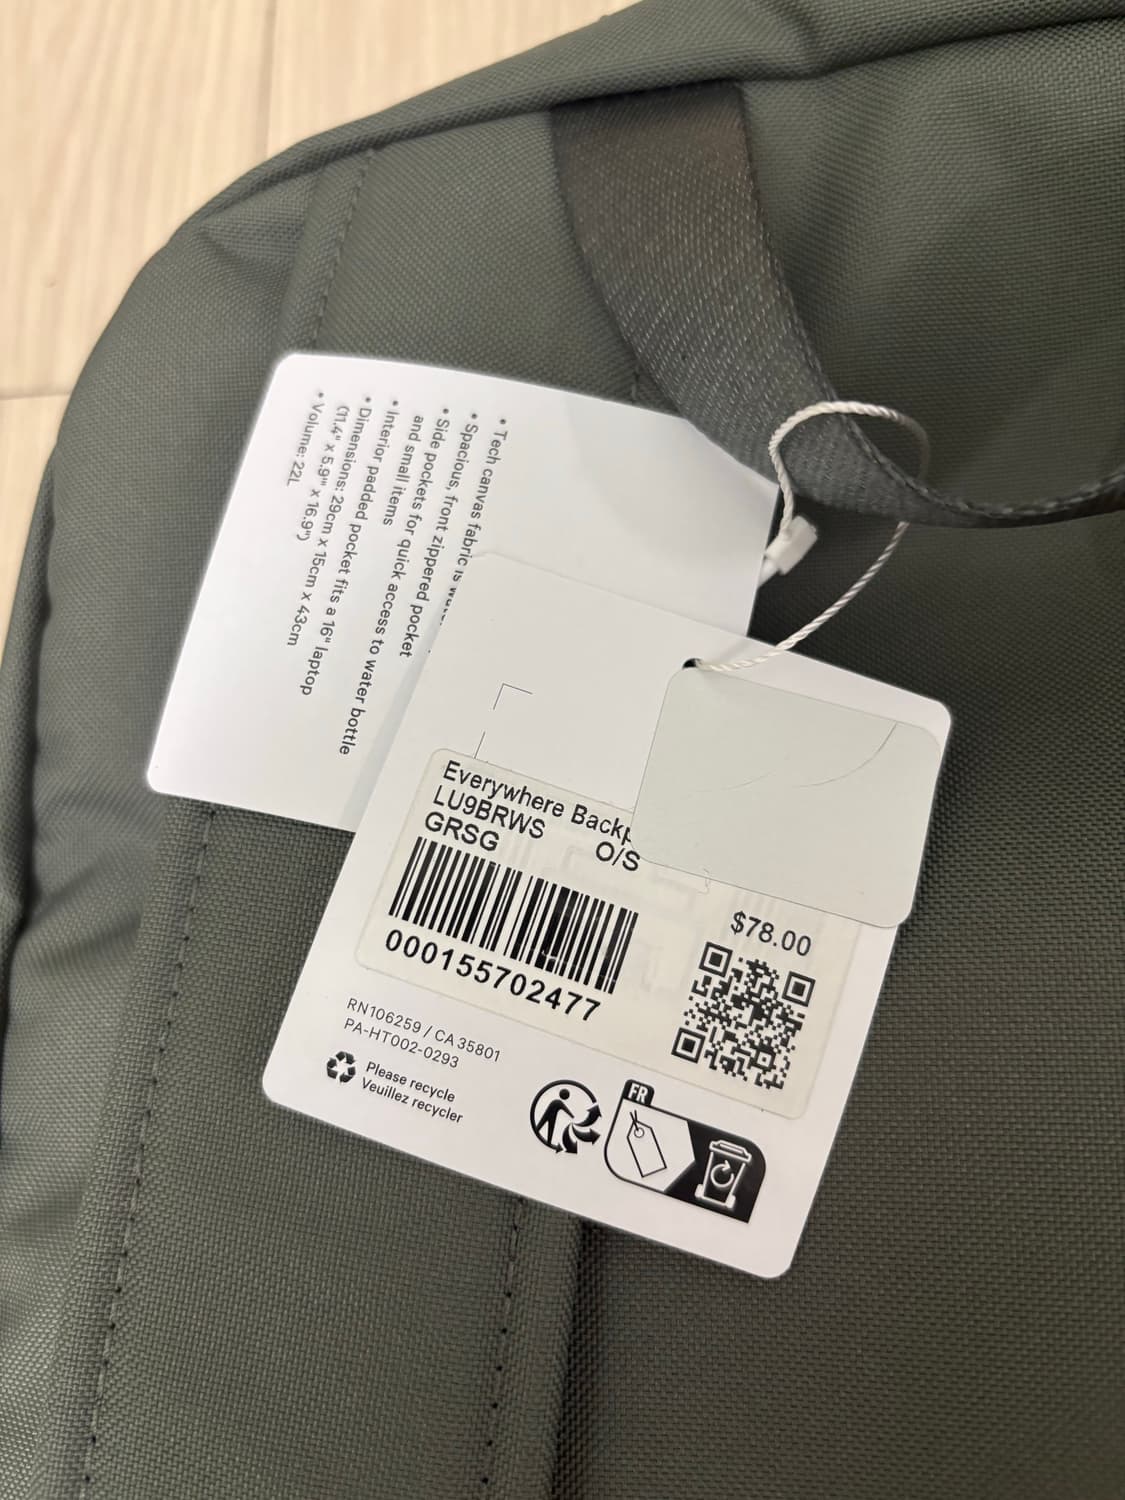 • Tech canvas fabric is
• Spacious, front zippered pocket
• Side pockets for quick access to water bottle
and small items
• Interior padded pocket fits a 16" laptop
• Dimensions: 29cm x 15cm x 43cm
(11.4" x 5.9" x 16.9")
• Volume: 22L
Everywhere Backp
LU9BRWS
GRSG O/S
$78.00
000155702477
RN106259 / CA 35801
PA-HT002-0293
Please recycle
Veuillez recycler
FR